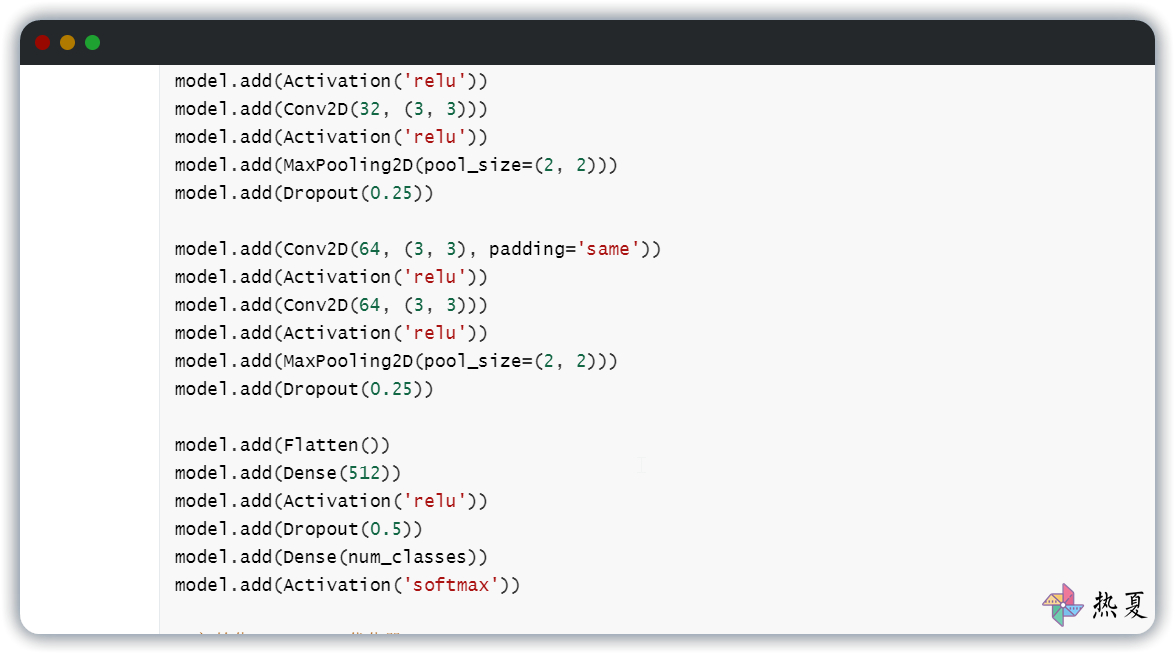 model.add(Activation('relu'))
model.add(Conv2D(32, (3, 3)))
model.add(Activation('relu'))
model.add(MaxPooling2D(pool_size=(2, 2)))
model.add(Dropout(0.25))
model.add(Conv2D(64, (3, 3), padding='same'))
model.add(Activation('relu'))
model.add(Conv2D(64, (3, 3)))
model.add(Activation('relu'))
model.add(MaxPooling2D(pool_size=(2, 2)))
model.add(Dropout(0.25))
model.add(Flatten())
model.add(Dense(512))
model.add(Activation('relu'))
model.add(Dropout(0.5))
model.add(Dense(num_classes))
model.add(Activation('softmax'))
热夏